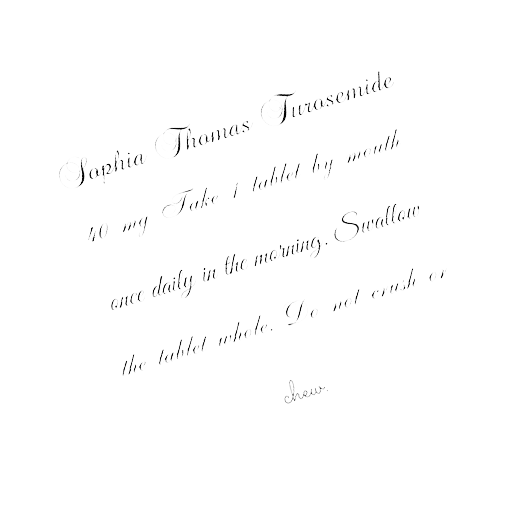 Sophia Thomas Furosemide
40 mg Take 1 tablet by mouth
once daily in the morning. Swallow
the tablet whole. Do not crush or
chew.